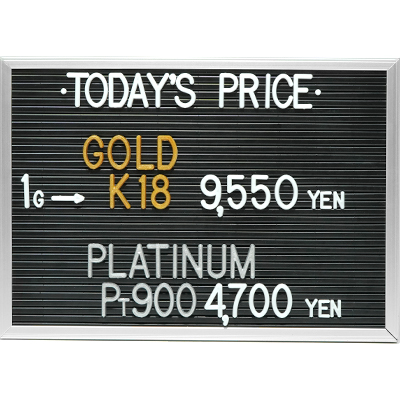 ·TODAY'S PRICE·
GOLD
1G→ K18 9,550 YEN
PLATINUM
PT900 4,700 YEN